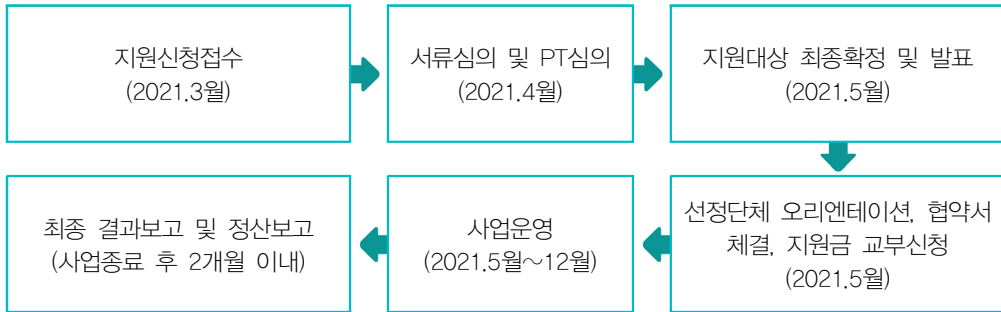 지원신청접수
(2021.3월)
서류심의 및 PT심의
(2021.4월)
지원대상 최종확정 및 발표
(2021.5월)
선정단체 오리엔테이션, 협약서
체결, 지원금 교부신청
(2021.5월)
사업운영
(2021.5월~12월)
최종 결과보고 및 정산보고
(사업종료 후 2개월 이내)